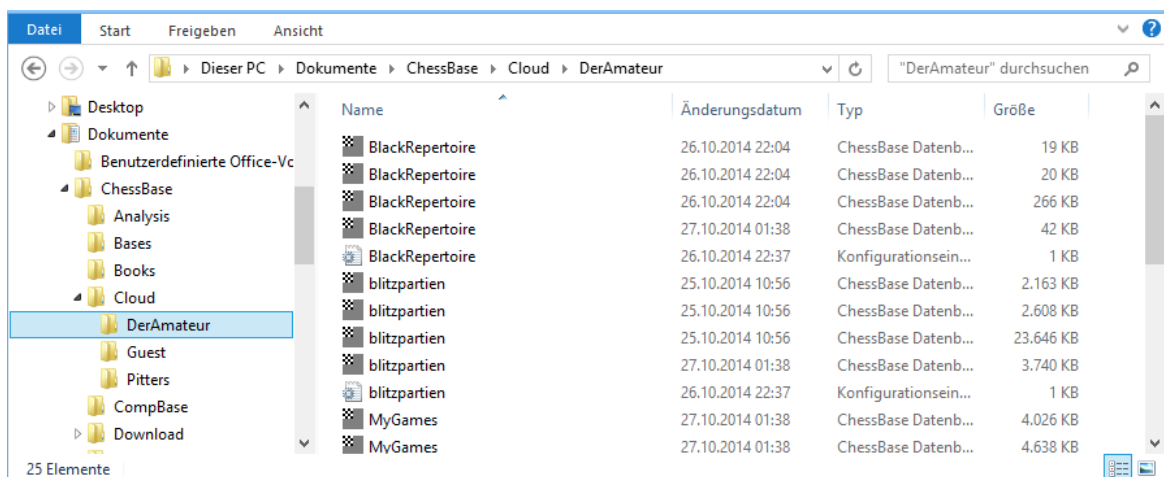 Datei Start Freigeben Ansicht
Dieser PC Dokumente ChessBase Cloud DerAmateur "DerAmateur" durchsuchen
Desktop
Dokumente
Benutzerdefinierte Office-Vc
ChessBase
Analysis
Bases
Books
Cloud
DerAmateur
Guest
Pitters
CompBase
Download
Name Änderungsdatum Typ Größe
BlackRepertoire 26.10.2014 22:04 ChessBase Datenb... 19 KB
BlackRepertoire 26.10.2014 22:04 ChessBase Datenb... 20 KB
BlackRepertoire 26.10.2014 22:04 ChessBase Datenb... 266 KB
BlackRepertoire 27.10.2014 01:38 ChessBase Datenb... 42 KB
BlackRepertoire 26.10.2014 22:37 Konfigurationsein... 1 KB
blitzpartien 25.10.2014 10:56 ChessBase Datenb... 2.163 KB
blitzpartien 25.10.2014 10:56 ChessBase Datenb... 2.608 KB
blitzpartien 25.10.2014 10:56 ChessBase Datenb... 23.646 KB
blitzpartien 27.10.2014 01:38 ChessBase Datenb... 3.740 KB
blitzpartien 26.10.2014 22:37 Konfigurationsein... 1 KB
MyGames 27.10.2014 01:38 ChessBase Datenb... 4.026 KB
MyGames 27.10.2014 01:38 ChessBase Datenb... 4.638 KB
25 Elemente